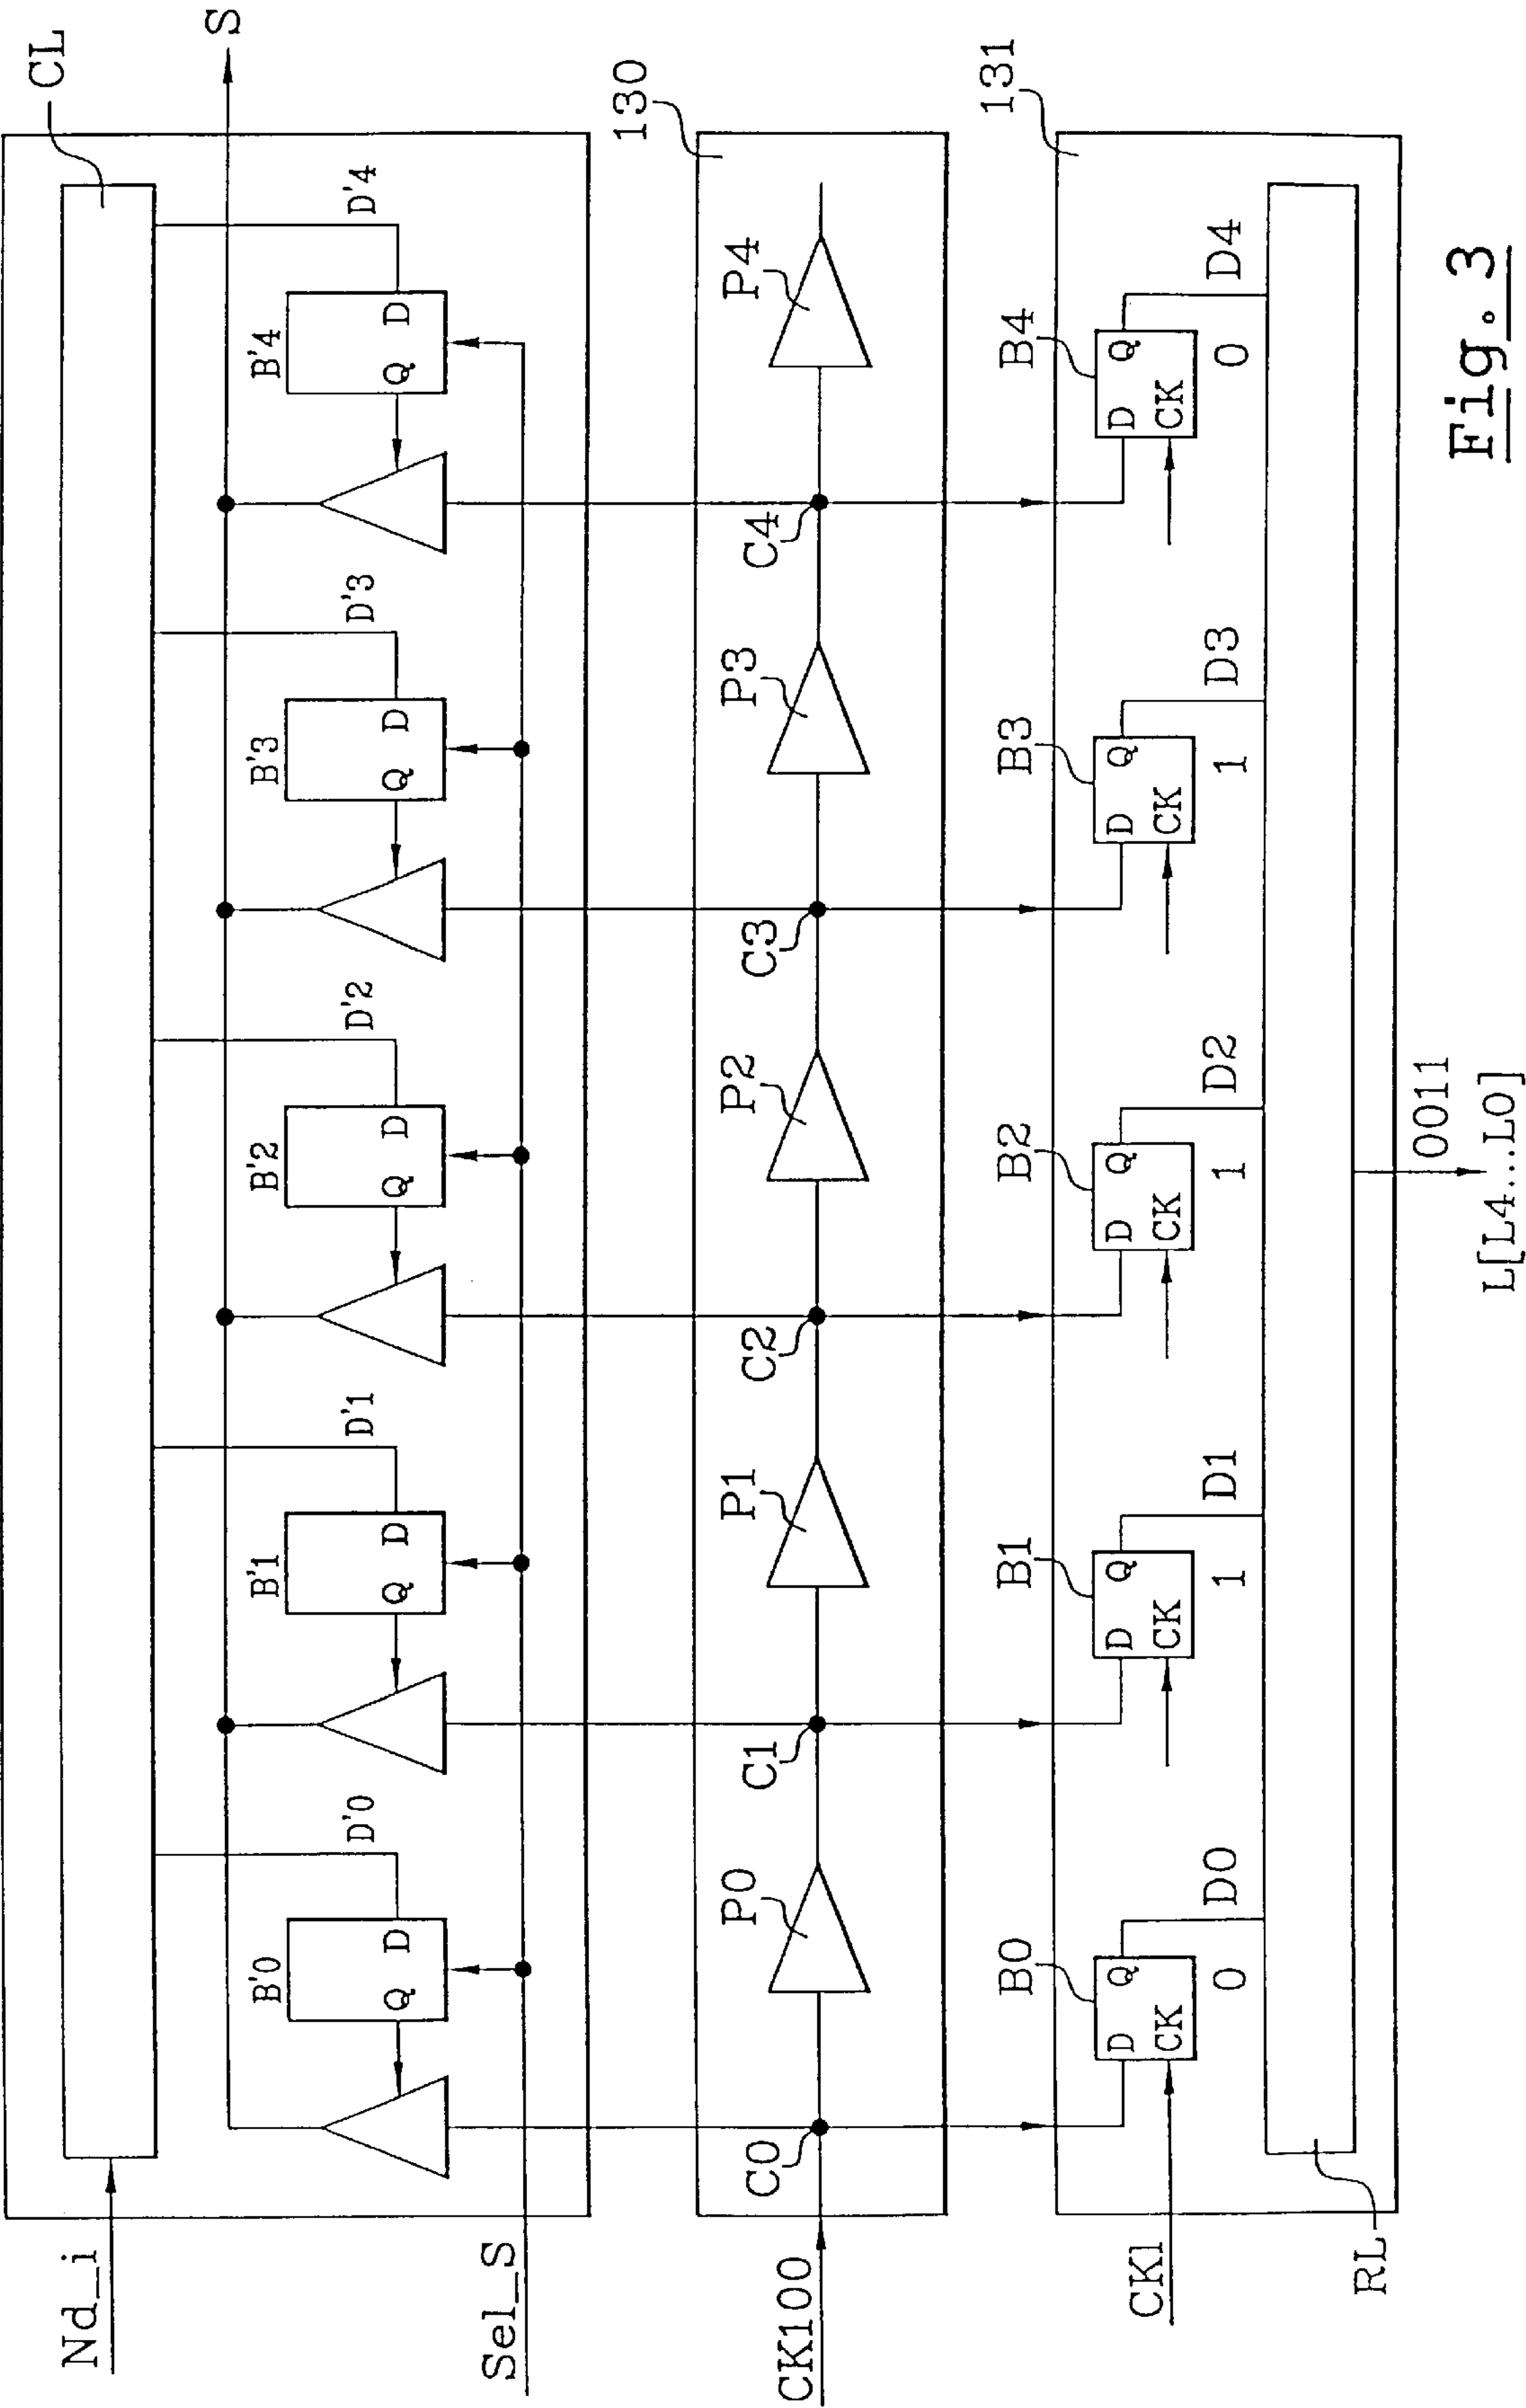 Nd_i
CL
S
D'0
D'1
D'2
D'3
D'4
B'0
B'1
B'2
B'3
B'4
Q D
Q D
Q D
Q D
Q D
Sel_S
130
P0
P1
P2
P3
P4
C0
C1
C2
C3
C4
CK100
131
B0
B1
B2
B3
B4
D Q
CK
D Q
CK
D Q
CK
D Q
CK
D Q
CK
CK1
0
1
1
1
0
D0
D1
D2
D3
D4
RL
0011
L[L4...L0]
Fig. 3